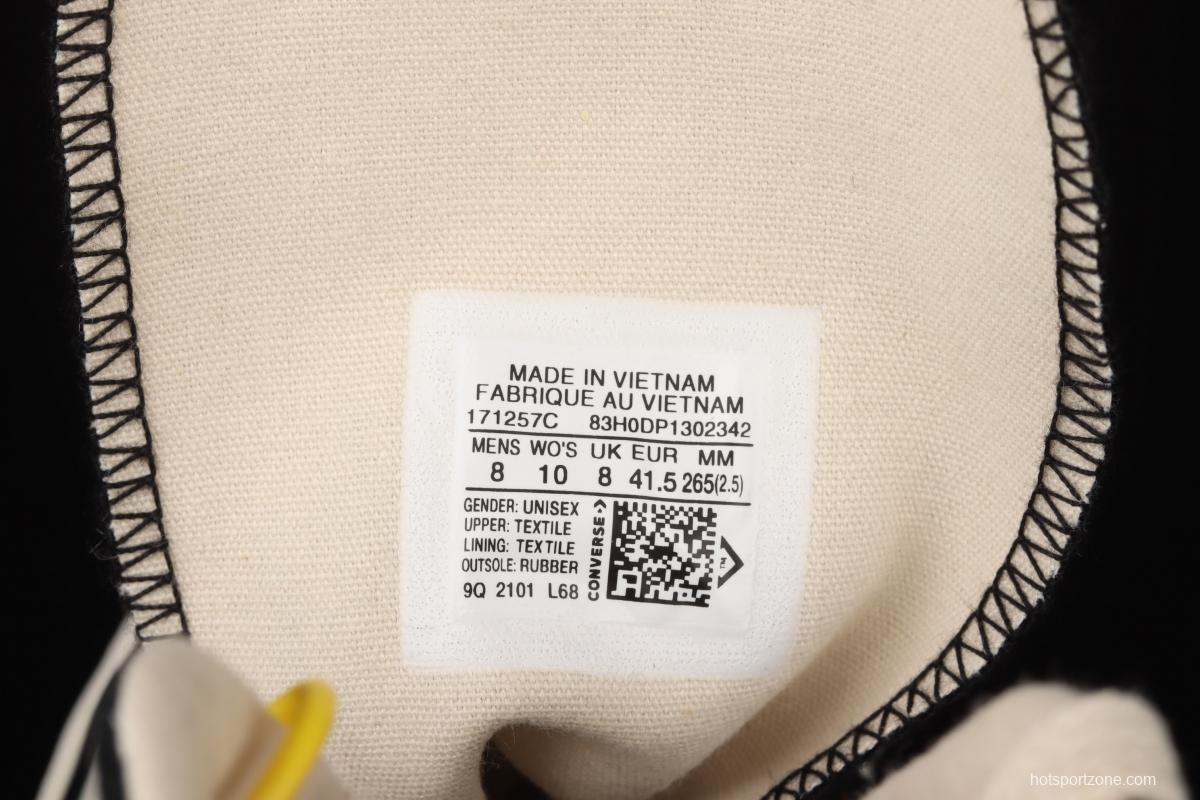 MADE IN VIETNAM
FABRIQUE AU VIETNAM
171257C 83H0DP1302342
MENS WO'S UK EUR MM
8 10 8 41.5 265(2.5)
GENDER: UNISEX
UPPER: TEXTILE
LINING: TEXTILE
OUTSOLE: RUBBER
9Q 2101 L68
CONVERSE
TM
hotsportzone.com